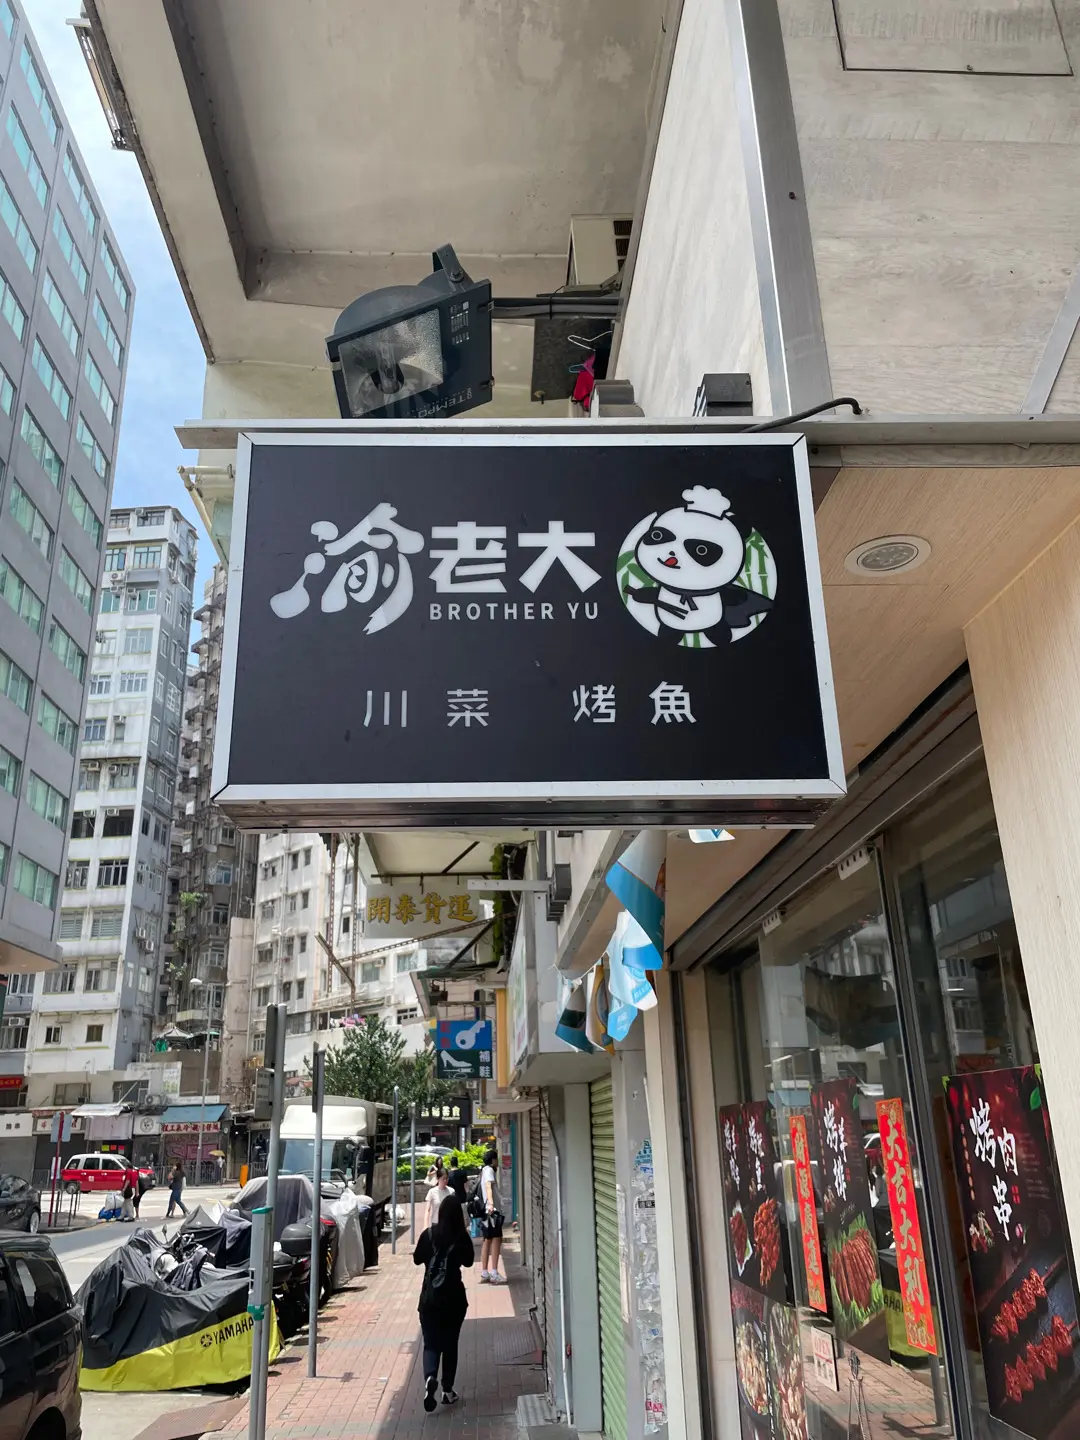 TEMPO
渝老大
BROTHER YU
川菜 烤魚
開泰貨運
補鞋
YAMAHA
大吉大利
烤肉串